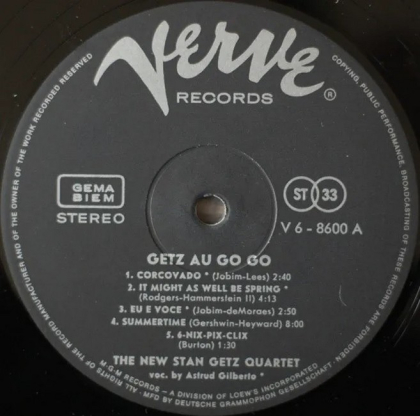 Verve
RECORDS
®
GEMA
BIEM
STEREO
ST 33
V 6 - 8600 A
GETZ AU GO GO
1. CORCOVADO * (Jobim-Lees) 2:40
2. IT MIGHT AS WELL BE SPRING *
(Rodgers-Hammerstein II) 4:13
3. EU E VOCE * (Jobim-deMoraes) 2:50
4. SUMMERTIME (Gershwin-Heyward) 8:00
5. 6-NIX-PIX-CLIX
(Burton) 1:30
THE NEW STAN GETZ QUARTET
voc. by Astrud Gilberto *
ALL RIGHTS OF THE RECORD MANUFACTURER AND OF THE OWNER OF THE WORK RECORDED RESERVED
COPYING, PUBLIC PERFORMANCE, BROADCASTING OF THESE RECORDS ARE FORBIDDEN
M-G-M RECORDS - A DIVISION OF LOEW'S INCORPORATED
MFD BY DEUTSCHE GRAMMOPHON GESELLSCHAFT